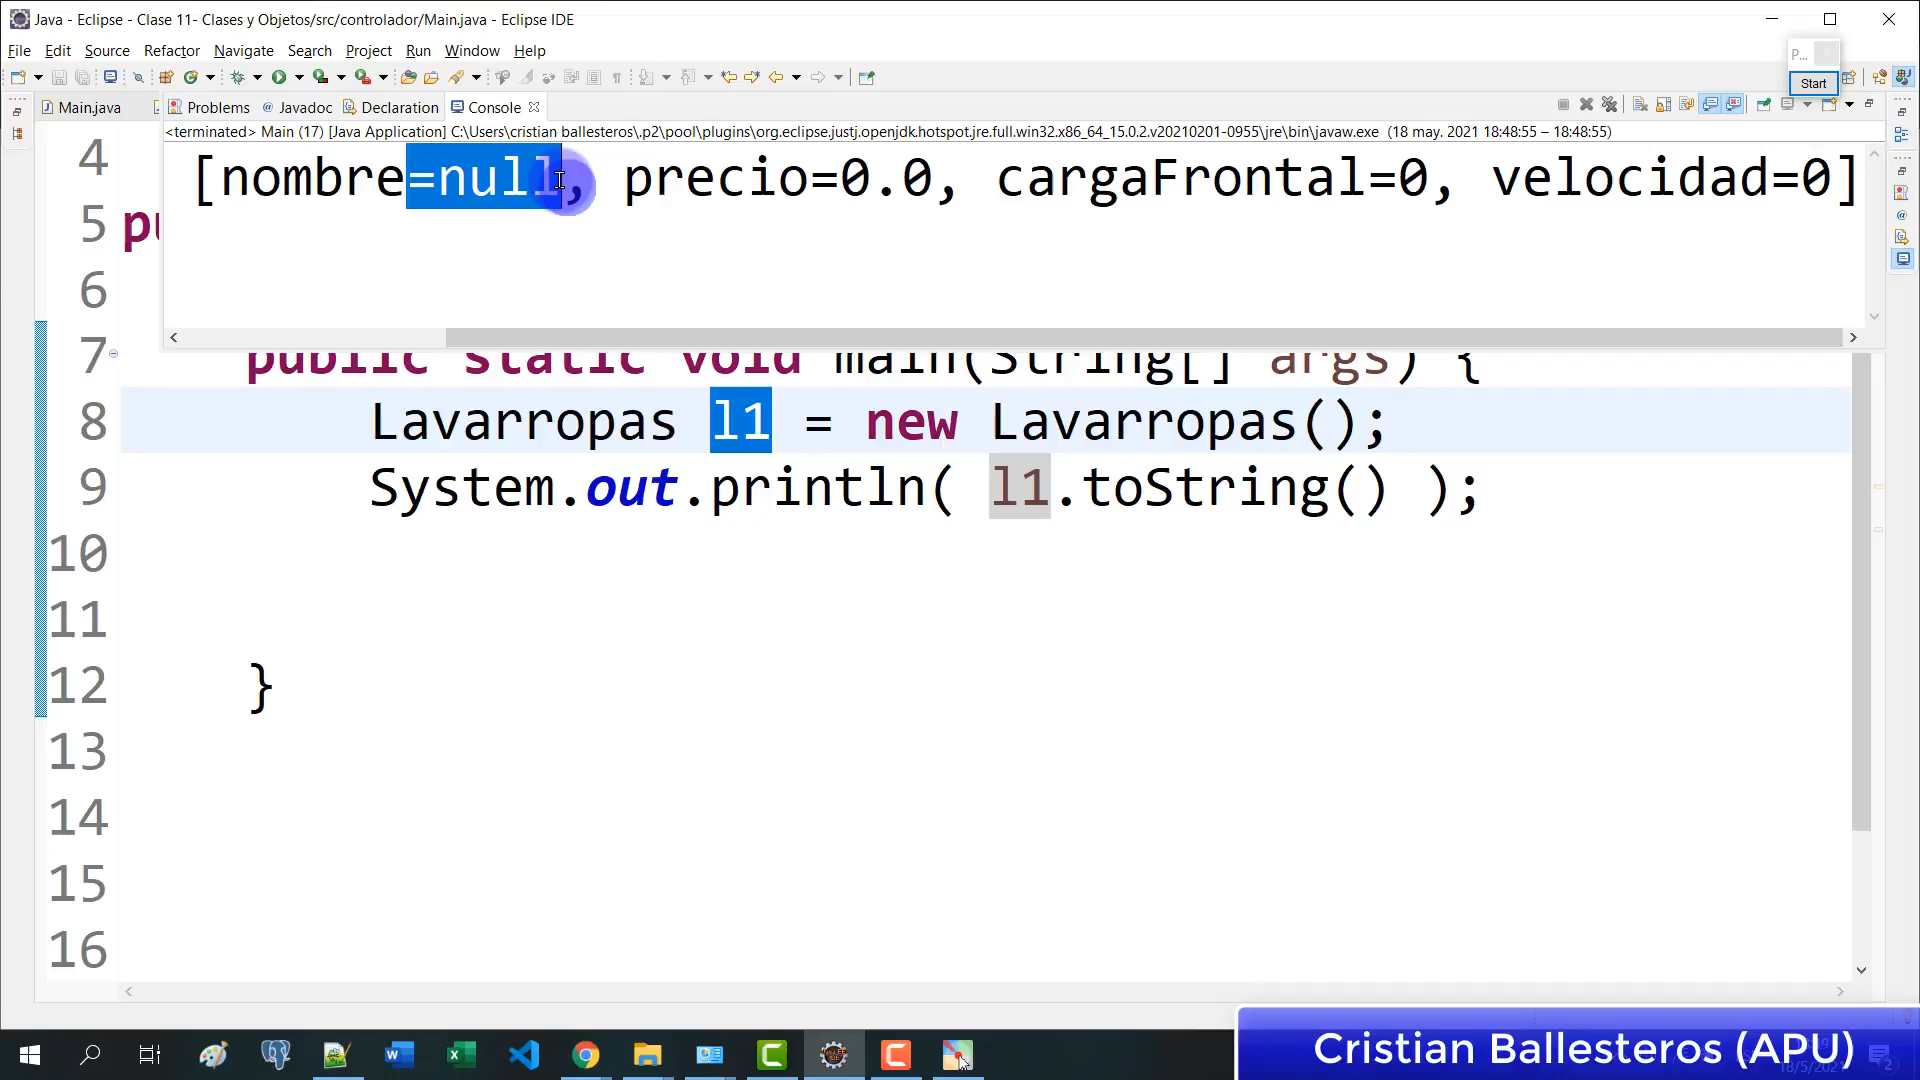 Java - Eclipse - Clase 11- Clases y Objetos/src/controlador/Main.java - Eclipse IDE
File Edit Source Refactor Navigate Search Project Run Window Help
P...
Start
Main.java Problems @ Javadoc Declaration Console
<terminated> Main (17) [Java Application] C:\Users\cristian ballesteros\.p2\pool\plugins\org.eclipse.justj.openjdk.hotspot.jre.full.win32.x86_64_15.0.2.v20210201-0955\jre\bin\javaw.exe (18 may. 2021 18:48:55 – 18:48:55)
[nombre=null, precio=0.0, cargaFrontal=0, velocidad=0]
4
5 pu
6
7 public static void main(String[] args) {
8 Lavarropas l1 = new Lavarropas();
9 System.out.println( l1.toString() );
10
11
12 }
13
14
15
16
Cristian Ballesteros (APU)